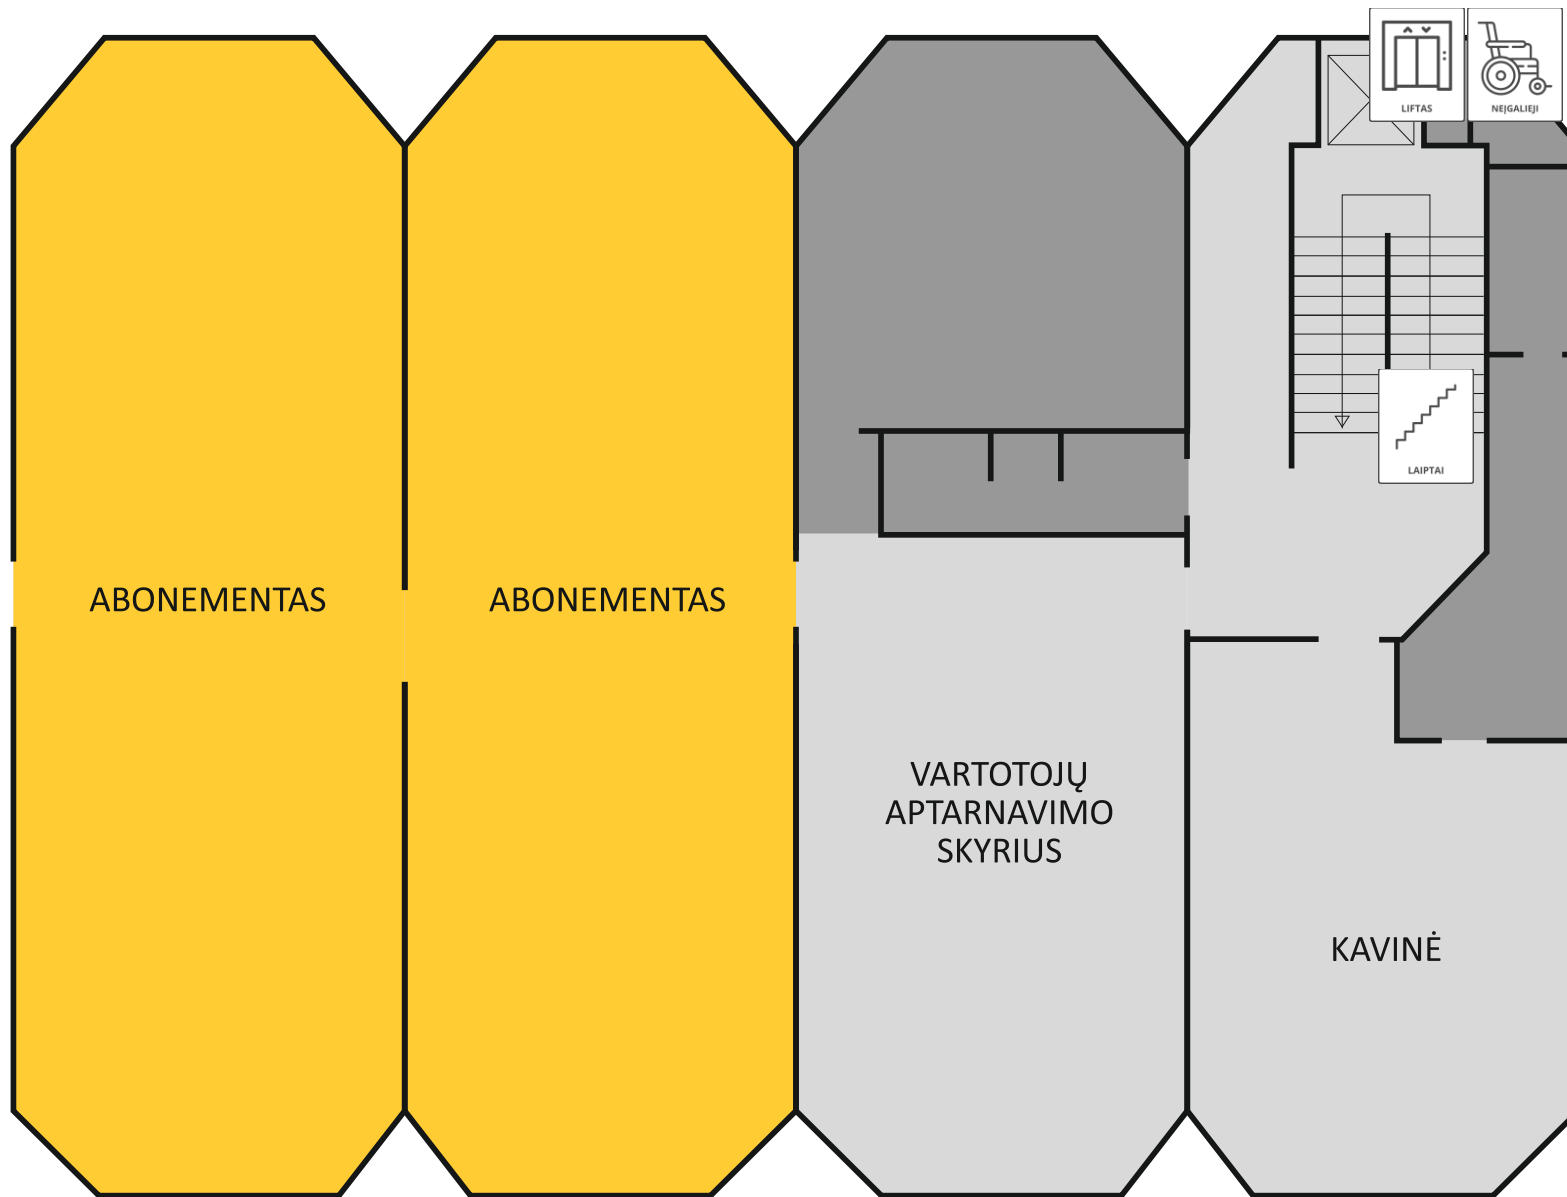 LIFTAS
NEĮGALIEJI
LAIPTAI
ABONEMENTAS
ABONEMENTAS
VARTOTOJŲ
APTARNAVIMO
SKYRIUS
KAVINĖ